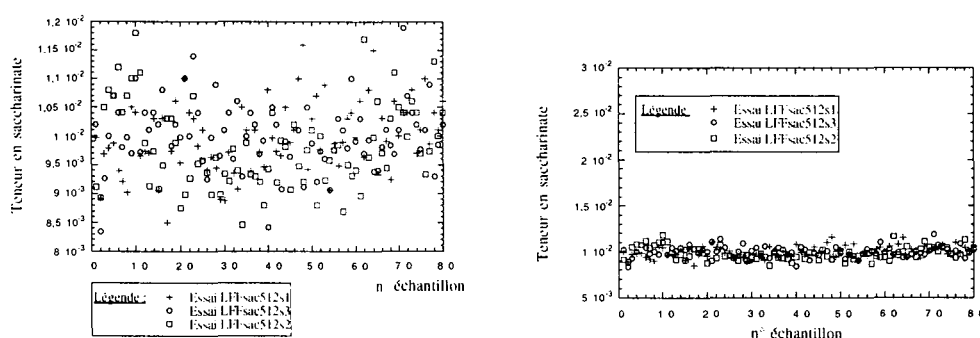 Teneur en saccharinate
1,2 10⁻²
1,15 10⁻²
1,1 10⁻²
1,05 10⁻²
1 10⁻²
9,5 10⁻³
9 10⁻³
8,5 10⁻³
0 10 20 30 40 50 60 70 80
n échantillon
Légende :
+ Essai LFFsac512s1
o Essai LFFsac512s3
□ Essai LFFsac512s2
Teneur en saccharinate
3 10⁻²
2,5 10⁻²
2 10⁻²
1,5 10⁻²
1 10⁻²
5 10⁻³
0 10 20 30 40 50 60 70 80
n° échantillon
Légende
+ Essai LFFsac512s1
o Essai LFFsac512s3
□ Essai LFFsac512s2